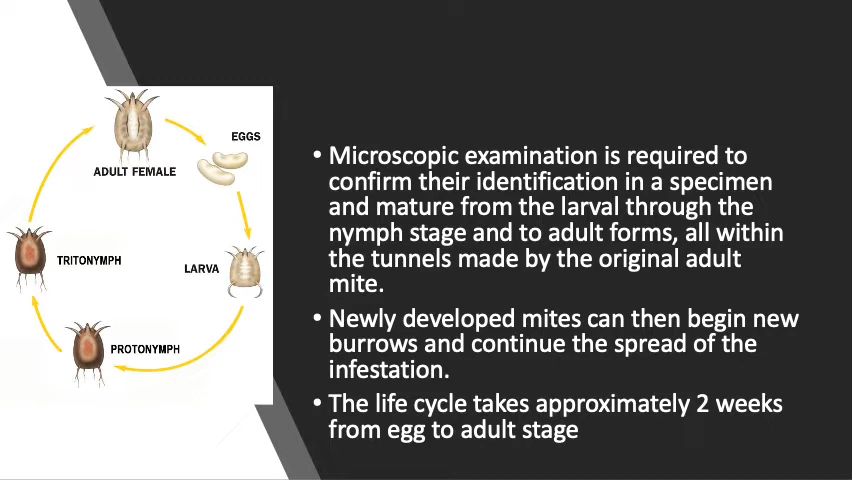 ADULT FEMALE
EGGS
LARVA
PROTONYMPH
TRITONYMPH
• Microscopic examination is required to
confirm their identification in a specimen
and mature from the larval through the
nymph stage and to adult forms, all within
the tunnels made by the original adult
mite.
• Newly developed mites can then begin new
burrows and continue the spread of the
infestation.
• The life cycle takes approximately 2 weeks
from egg to adult stage